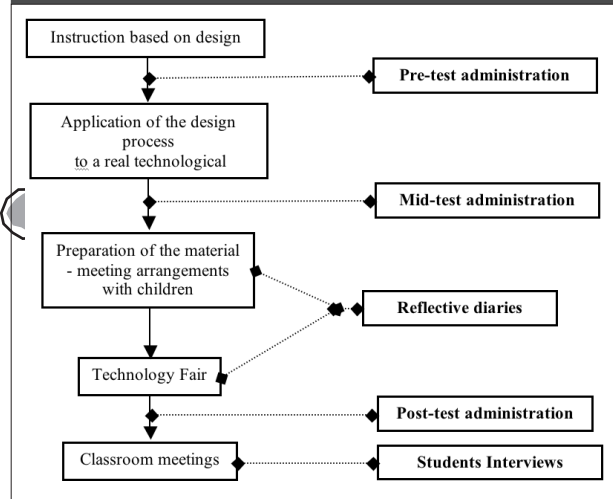 Instruction based on design
Pre-test administration
Application of the design
process
to a real technological
Mid-test administration
Preparation of the material
- meeting arrangements
with children
Reflective diaries
Technology Fair
Post-test administration
Classroom meetings
Students Interviews